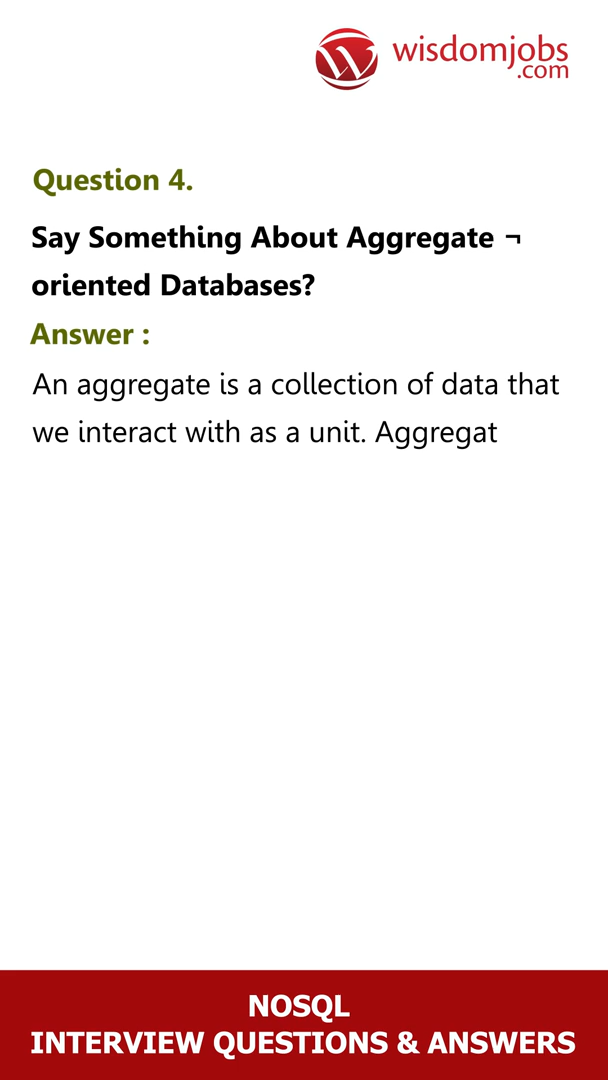 wisdomjobs
.com
Question 4.
Say Something About Aggregate ¬
oriented Databases?
Answer :
An aggregate is a collection of data that
we interact with as a unit. Aggregat
NOSQL
INTERVIEW QUESTIONS & ANSWERS